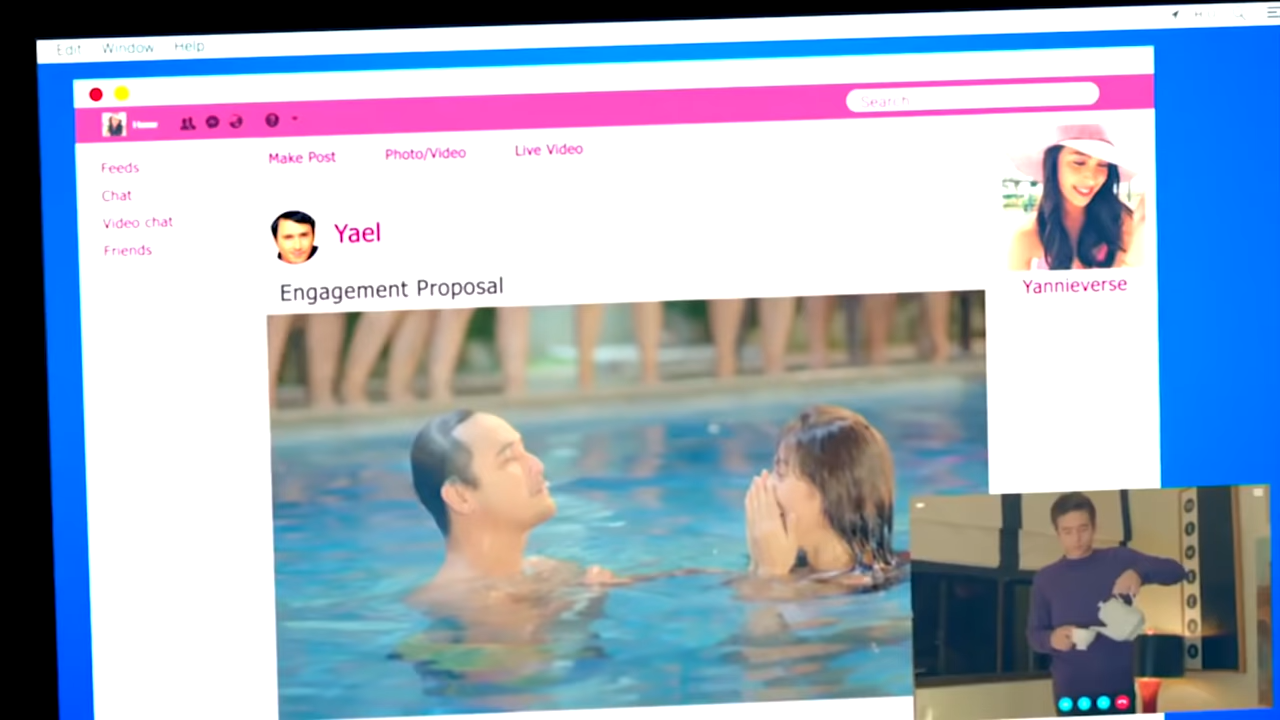 Edit Window Help
Search
Home
Feeds
Make Post Photo/Video Live Video
Chat
Video chat
Friends
Yael
Engagement Proposal
Yannieverse